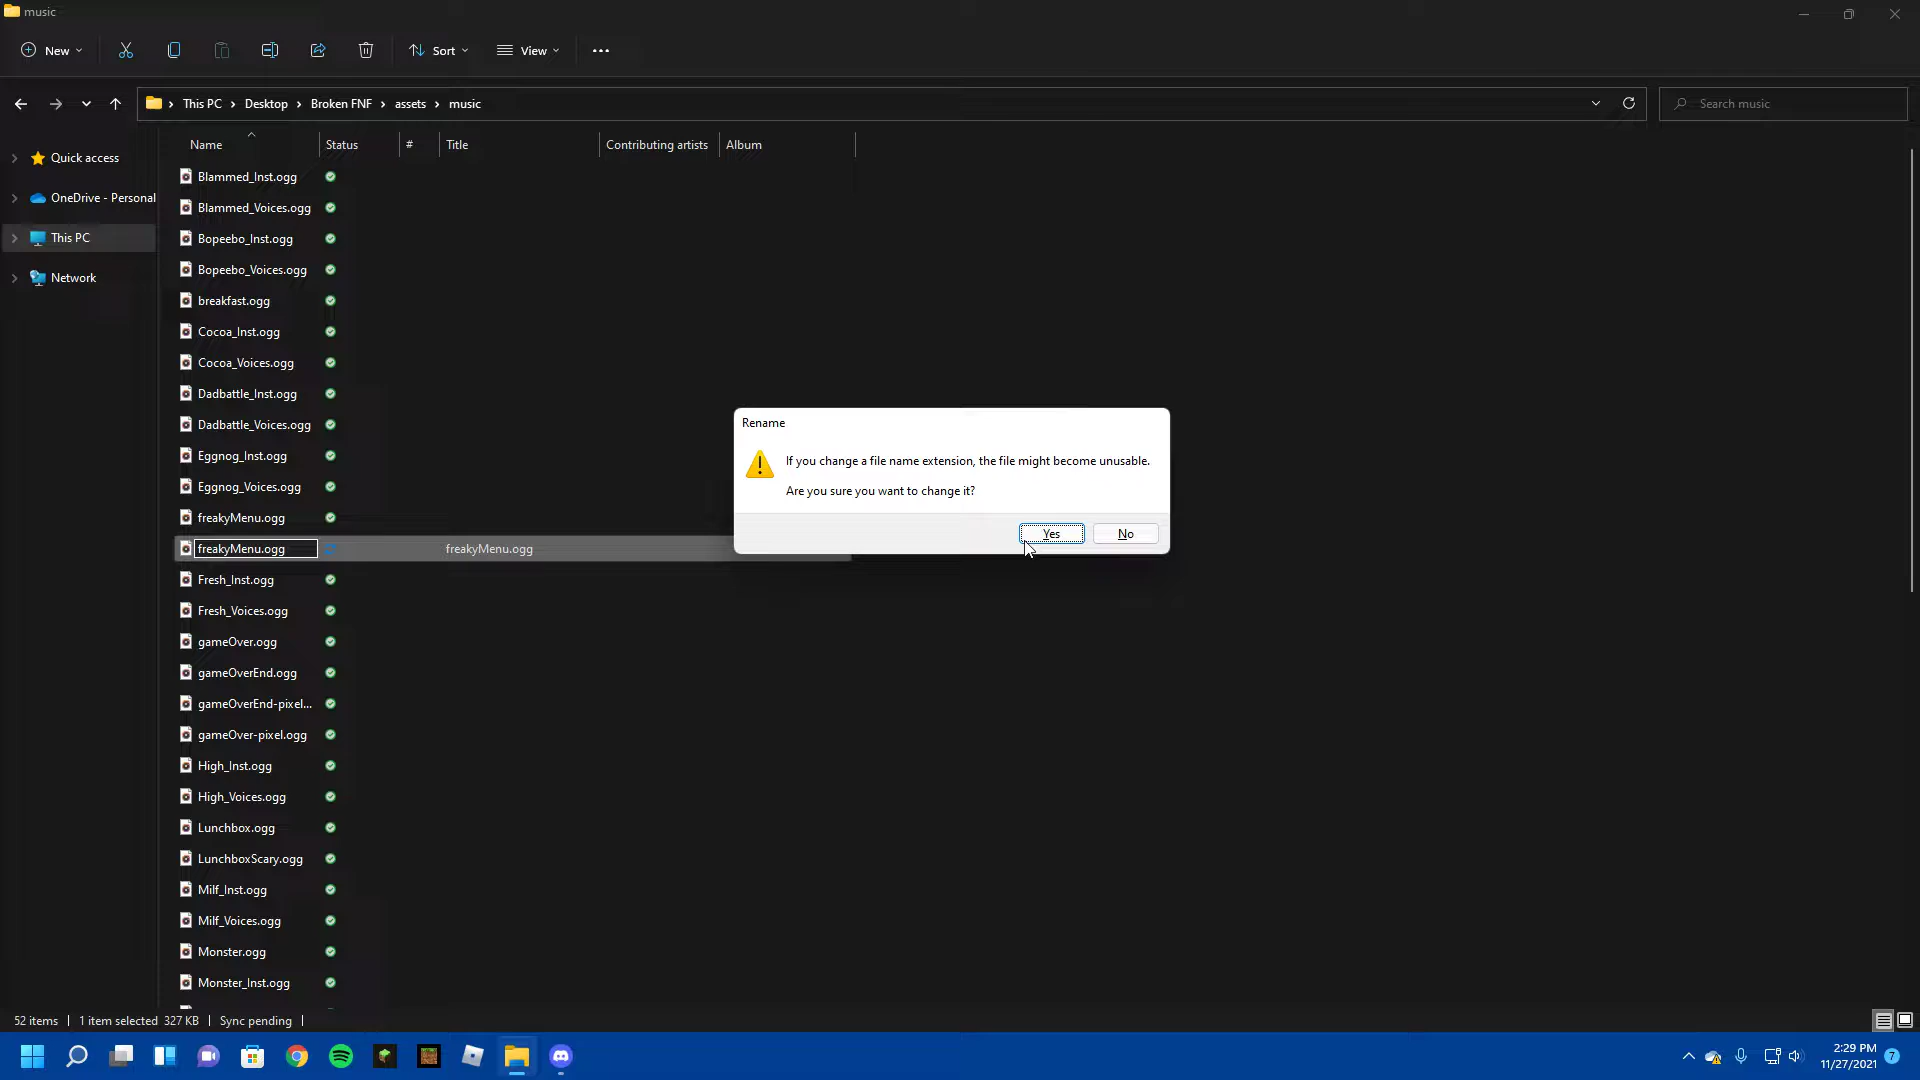 music
New
Sort
View
This PC
Desktop
Broken FNF
assets
music
Search music
Name
Status
#
Title
Contributing artists
Album
Quick access
OneDrive - Personal
This PC
Network
Blammed_Inst.ogg
Blammed_Voices.ogg
Bopeebo_Inst.ogg
Bopeebo_Voices.ogg
breakfast.ogg
Cocoa_Inst.ogg
Cocoa_Voices.ogg
Dadbattle_Inst.ogg
Dadbattle_Voices.ogg
Eggnog_Inst.ogg
Eggnog_Voices.ogg
freakyMenu.ogg
freakyMenu.ogg
freakyMenu.ogg
Fresh_Inst.ogg
Fresh_Voices.ogg
gameOver.ogg
gameOverEnd.ogg
gameOverEnd-pixel...
gameOver-pixel.ogg
High_Inst.ogg
High_Voices.ogg
Lunchbox.ogg
LunchboxScary.ogg
Milf_Inst.ogg
Milf_Voices.ogg
Monster.ogg
Monster_Inst.ogg
Rename
If you change a file name extension, the file might become unusable.
Are you sure you want to change it?
Yes
No
52 items
1 item selected 327 KB
Sync pending
2:29 PM
11/27/2021
7